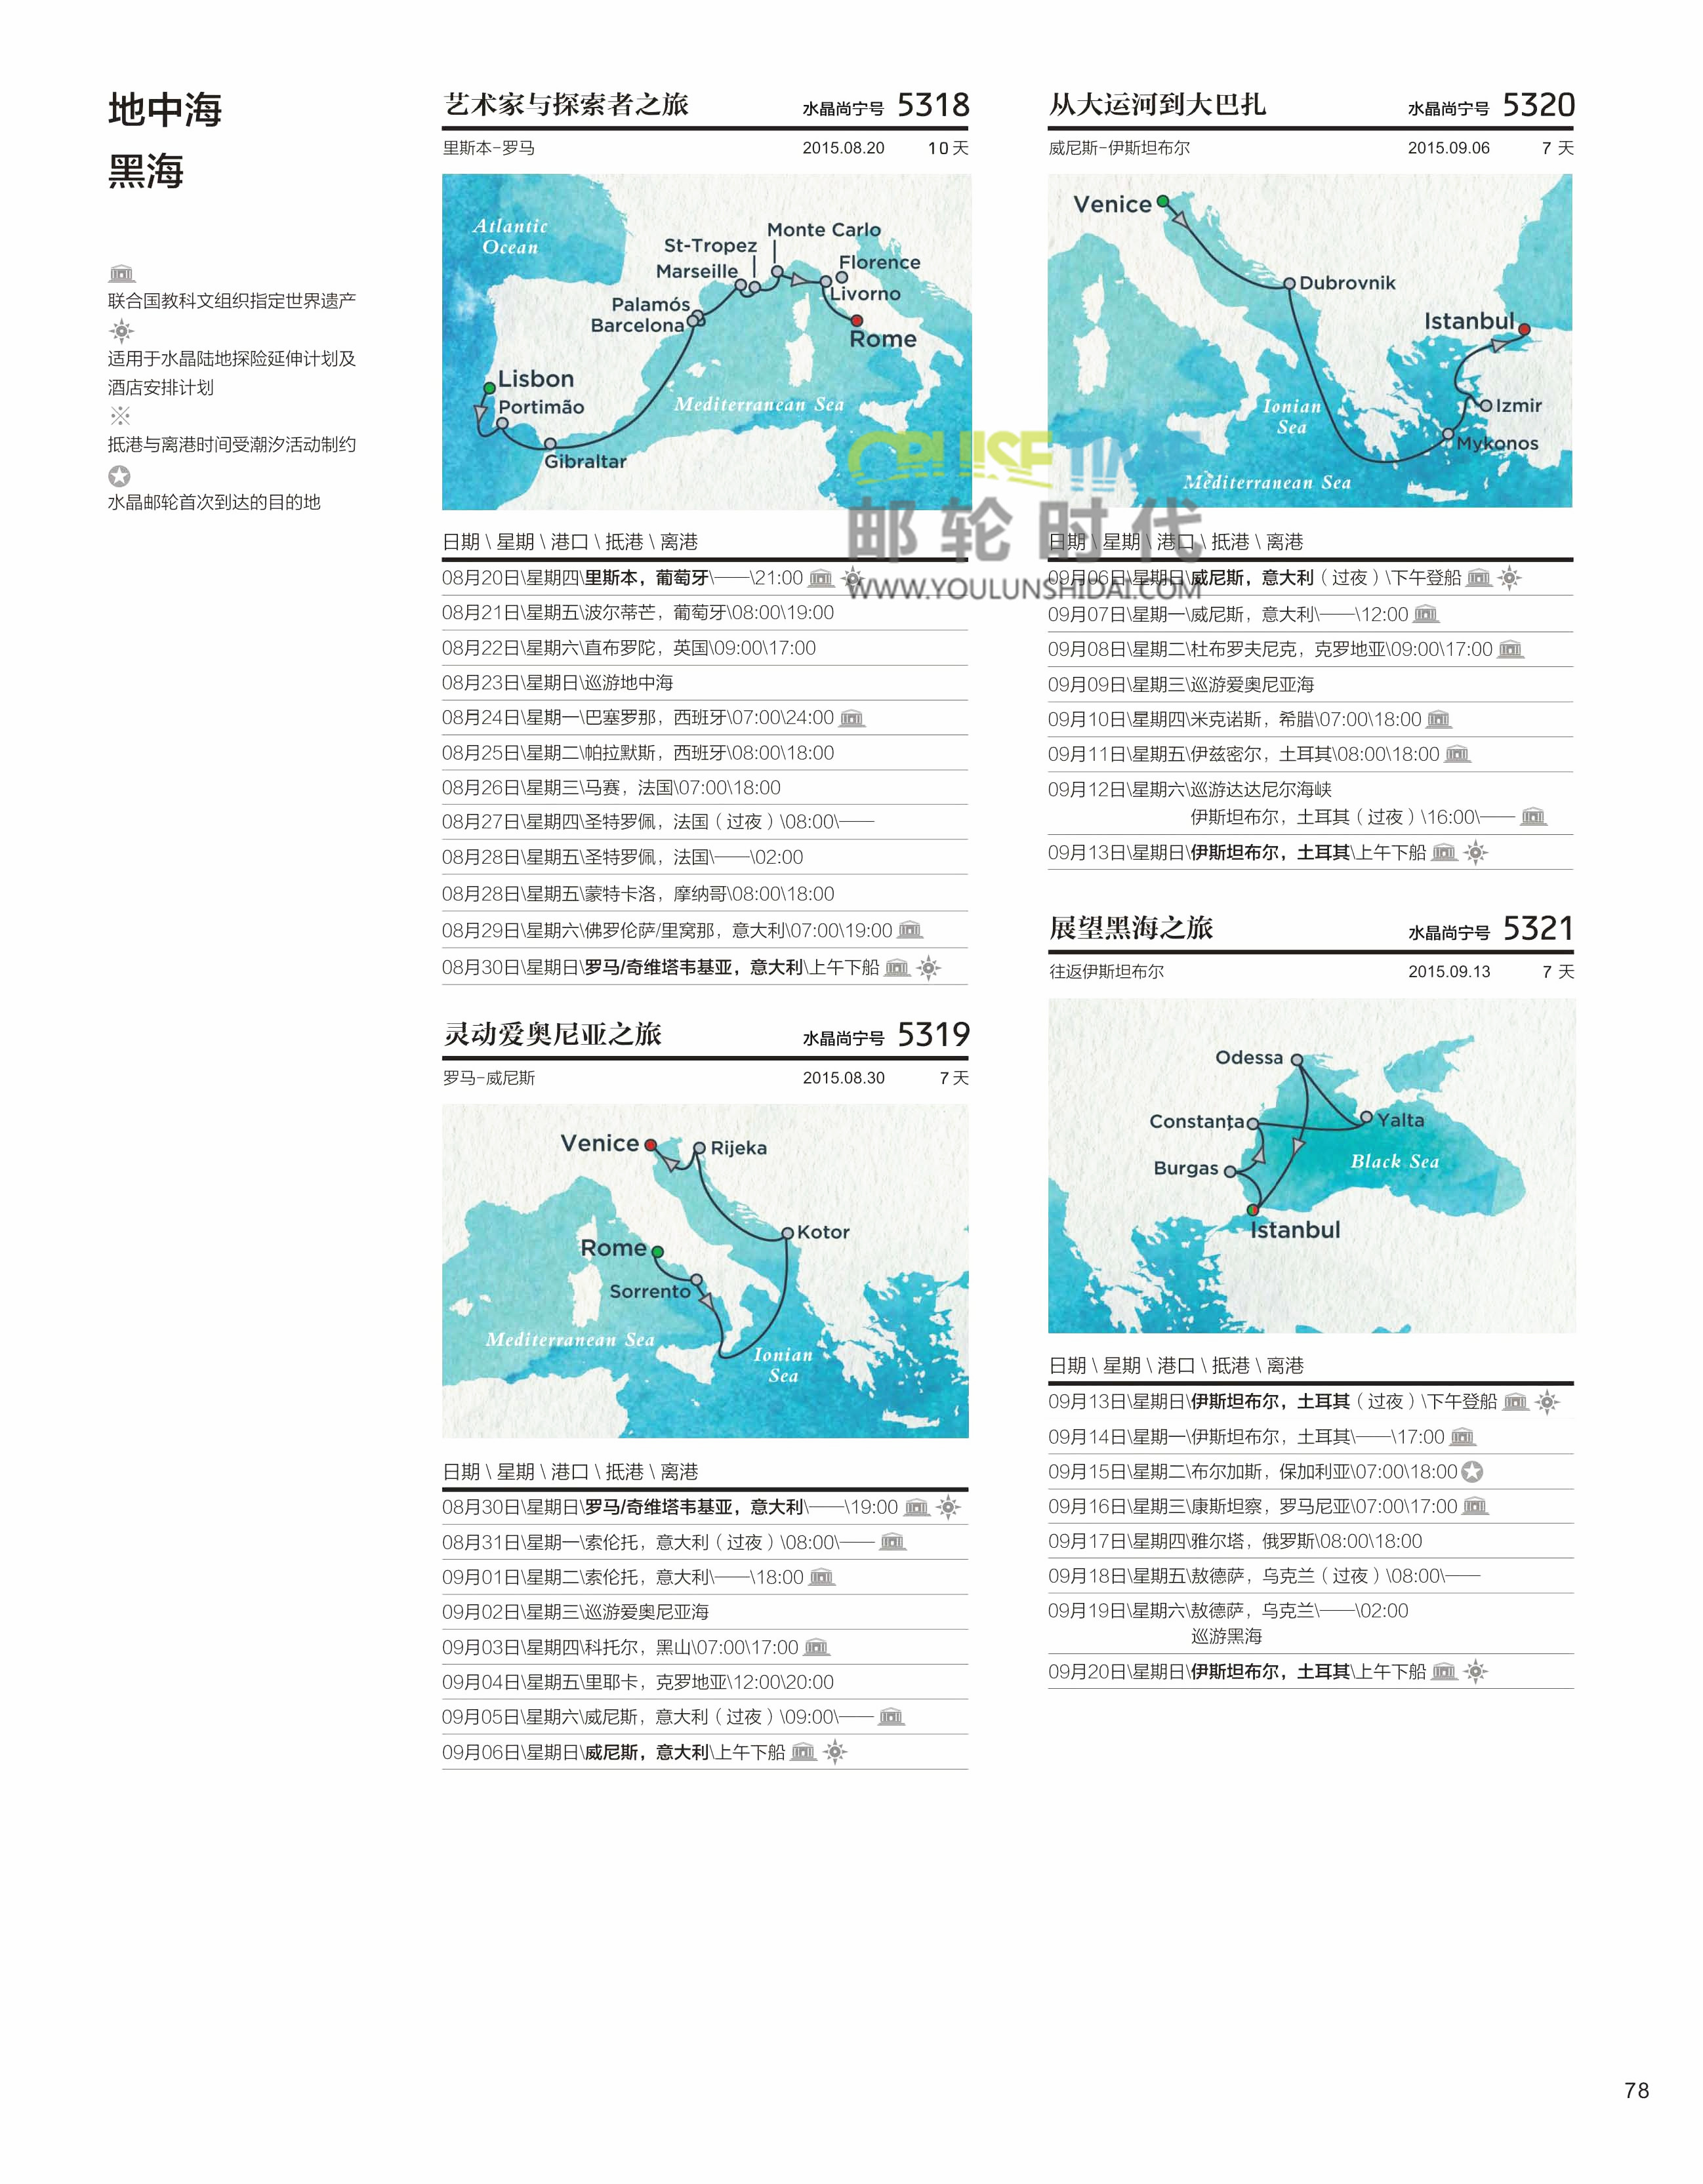 地中海
黑海
联合国教科文组织指定世界遗产
适用于水晶陆地探险延伸计划及
酒店安排计划
抵港与离港时间受潮汐活动制约
水晶邮轮首次到达的目的地
艺术家与探索者之旅 水晶尚宁号 5318
里斯本-罗马 2015.08.20 10 天
Atlantic
Ocean
Monte Carlo
St-Tropez
Marseille
Florence
Livorno
Palamós
Barcelona
Rome
Lisbon
Portimão
Mediterranean Sea
Gibraltar
日期 \ 星期 \ 港口 \ 抵港 \ 离港
08月20日\星期四\里斯本，葡萄牙\——\21:00
08月21日\星期五\波尔蒂芒，葡萄牙\08:00\19:00
08月22日\星期六\直布罗陀，英国\09:00\17:00
08月23日\星期日\巡游地中海
08月24日\星期一\巴塞罗那，西班牙\07:00\24:00
08月25日\星期二\帕拉默斯，西班牙\08:00\18:00
08月26日\星期三\马赛，法国\07:00\18:00
08月27日\星期四\圣特罗佩，法国（过夜）\08:00\——
08月28日\星期五\圣特罗佩，法国\——\02:00
08月28日\星期五\蒙特卡洛，摩纳哥\08:00\18:00
08月29日\星期六\佛罗伦萨/里窝那，意大利\07:00\19:00
08月30日\星期日\罗马/奇维塔韦基亚，意大利\上午下船
灵动爱奥尼亚之旅 水晶尚宁号 5319
罗马-威尼斯 2015.08.30 7 天
Venice
Rijeka
Kotor
Rome
Sorrento
Mediterranean Sea
Ionian
Sea
日期 \ 星期 \ 港口 \ 抵港 \ 离港
08月30日\星期日\罗马/奇维塔韦基亚，意大利\——\19:00
08月31日\星期一\索伦托，意大利（过夜）\08:00\——
09月01日\星期二\索伦托，意大利\——\18:00
09月02日\星期三\巡游爱奥尼亚海
09月03日\星期四\科托尔，黑山\07:00\17:00
09月04日\星期五\里耶卡，克罗地亚\12:00\20:00
09月05日\星期六\威尼斯，意大利（过夜）\09:00\——
09月06日\星期日\威尼斯，意大利\上午下船
从大运河到大巴扎 水晶尚宁号 5320
威尼斯-伊斯坦布尔 2015.09.06 7 天
Venice
Dubrovnik
Istanbul
Izmir
Ionian
Sea
Mykonos
Mediterranean Sea
CRUISE TIME
邮轮时代
WWW.YOULUNSHIDAI.COM
日期 \ 星期 \ 港口 \ 抵港 \ 离港
09月06日\星期日\威尼斯，意大利（过夜）\下午登船
09月07日\星期一\威尼斯，意大利\——\12:00
09月08日\星期二\杜布罗夫尼克，克罗地亚\09:00\17:00
09月09日\星期三\巡游爱奥尼亚海
09月10日\星期四\米克诺斯，希腊\07:00\18:00
09月11日\星期五\伊兹密尔，土耳其\08:00\18:00
09月12日\星期六\巡游达达尼尔海峡
伊斯坦布尔，土耳其（过夜）\16:00\——
09月13日\星期日\伊斯坦布尔，土耳其\上午下船
展望黑海之旅 水晶尚宁号 5321
往返伊斯坦布尔 2015.09.13 7 天
Odessa
Constanța
Yalta
Burgas
Black Sea
Istanbul
日期 \ 星期 \ 港口 \ 抵港 \ 离港
09月13日\星期日\伊斯坦布尔，土耳其（过夜）\下午登船
09月14日\星期一\伊斯坦布尔，土耳其\——\17:00
09月15日\星期二\布尔加斯，保加利亚\07:00\18:00
09月16日\星期三\康斯坦察，罗马尼亚\07:00\17:00
09月17日\星期四\雅尔塔，俄罗斯\08:00\18:00
09月18日\星期五\敖德萨，乌克兰（过夜）\08:00\——
09月19日\星期六\敖德萨，乌克兰\——\02:00
巡游黑海
09月20日\星期日\伊斯坦布尔，土耳其\上午下船
78